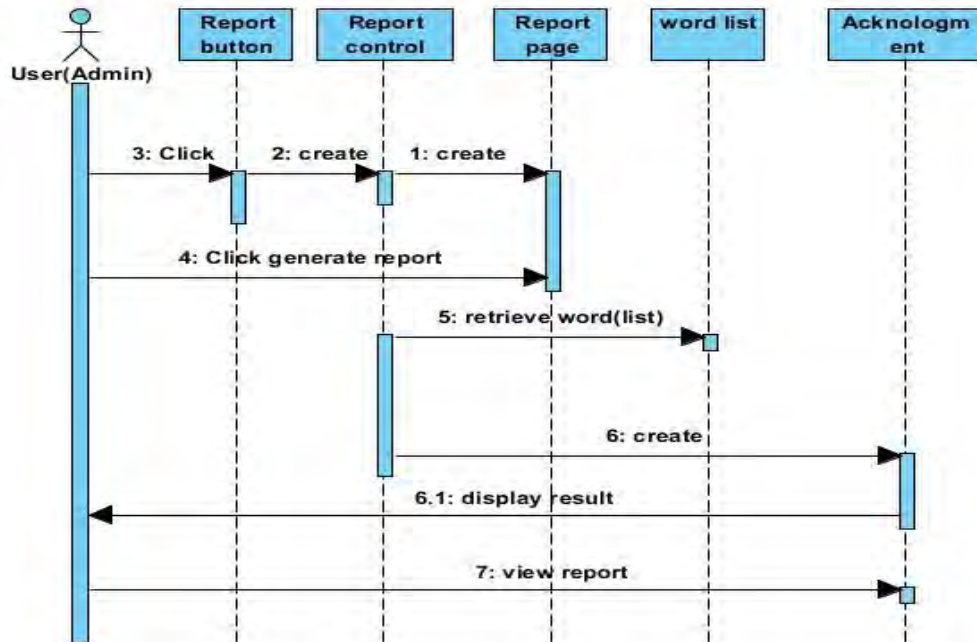 Report
button
Report
control
Report
page
word list
Acknologm
ent
User(Admin)
3: Click
2: create
1: create
4: Click generate report
5: retrieve word(list)
6: create
6.1: display result
7: view report